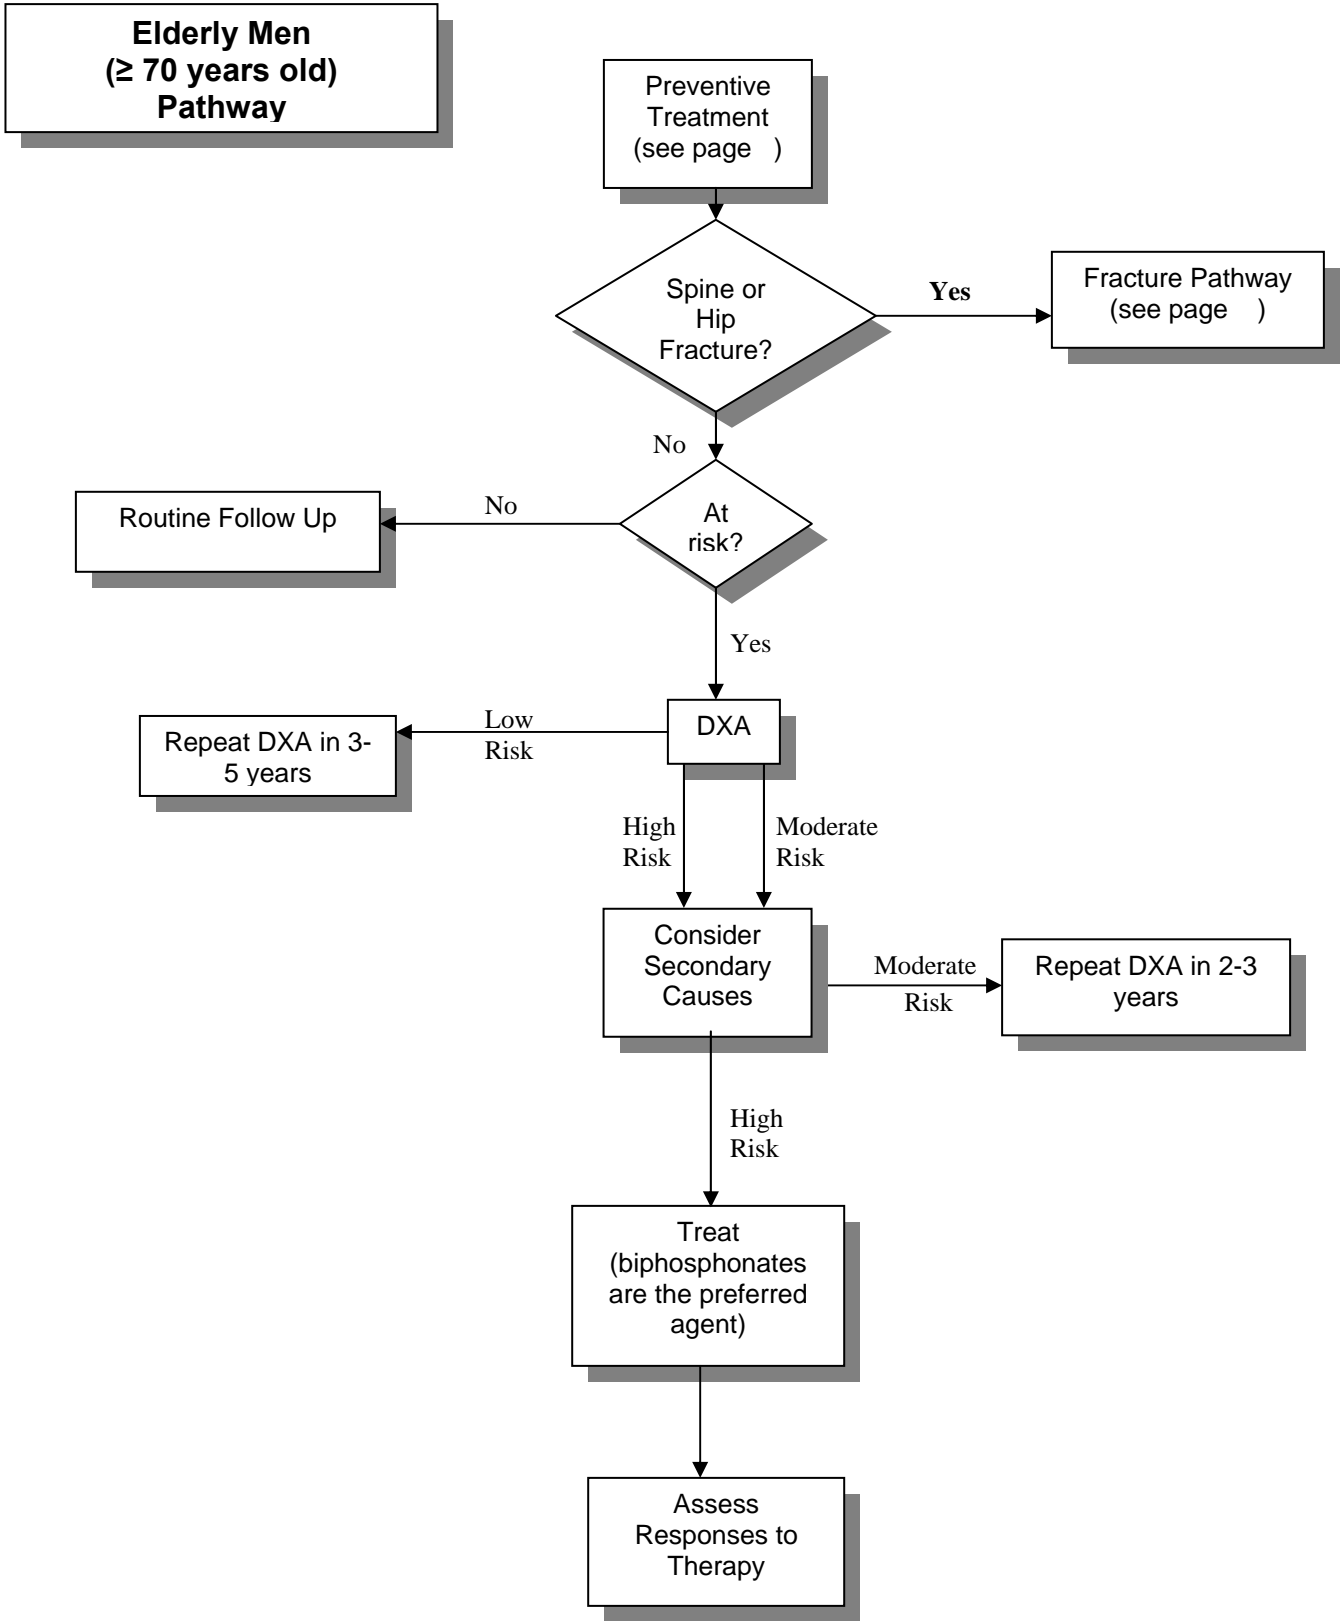 Elderly Men
(≥ 70 years old)
Pathway
Preventive
Treatment
(see page   )
Spine or
Hip
Fracture?
Yes
Fracture Pathway
(see page   )
No
At
risk?
No
Routine Follow Up
Yes
DXA
Low
Risk
Repeat DXA in 3-
5 years
High
Risk
Moderate
Risk
Consider
Secondary
Causes
Moderate
Risk
Repeat DXA in 2-3
years
High
Risk
Treat
(biphosphonates
are the preferred
agent)
Assess
Responses to
Therapy